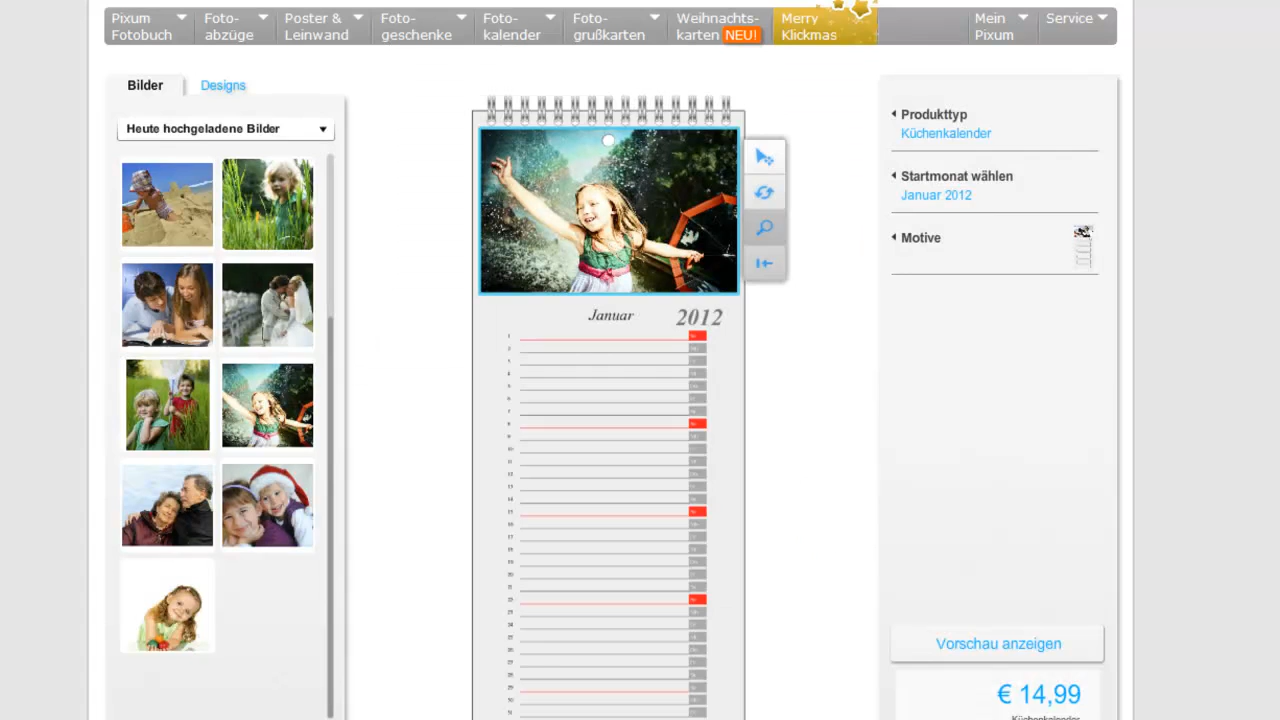 Pixum Fotobuch
Foto-abzüge
Poster & Leinwand
Foto-geschenke
Foto-kalender
Foto-grußkarten
Weihnachts-karten NEU!
Merry Klickmas
Mein Pixum
Service
Bilder
Designs
Heute hochgeladene Bilder
Januar 2012
Produkttyp
Küchenkalender
Startmonat wählen
Januar 2012
Motive
Vorschau anzeigen
€ 14,99
Küchenkalender